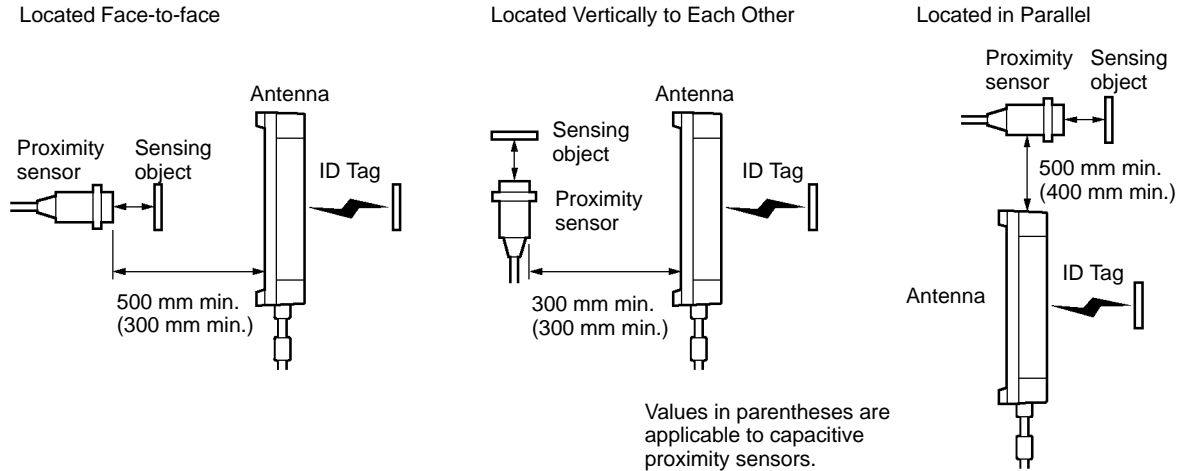 Located Face-to-face
Antenna
Proximity
sensor
Sensing
object
ID Tag
500 mm min.
(300 mm min.)
Located Vertically to Each Other
Antenna
Sensing
object
Proximity
sensor
ID Tag
300 mm min.
(300 mm min.)
Values in parentheses are
applicable to capacitive
proximity sensors.
Located in Parallel
Proximity
sensor
Sensing
object
500 mm min.
(400 mm min.)
Antenna
ID Tag